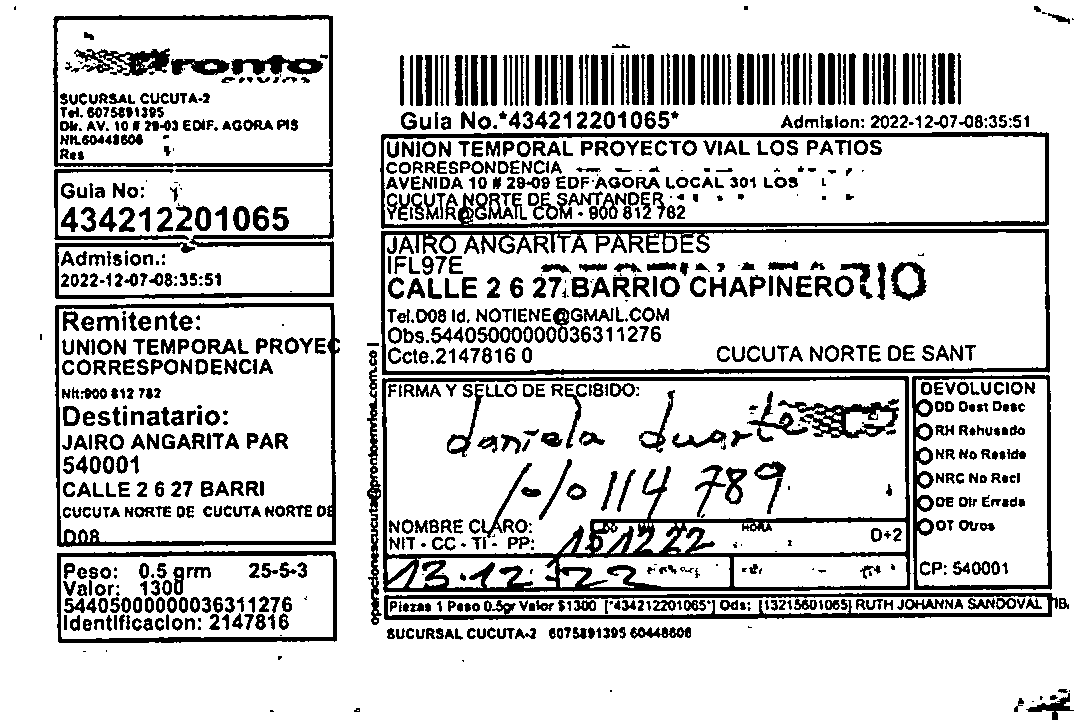 Pronto
envios
SUCURSAL CUCUTA-2
Tel. 6075891395
Dir. AV. 10 # 29-03 EDIF. AGORA PIS
Nit.60448606
Res
Guia No:
434212201065
Admision.:
2022-12-07-08:35:51
Remitente:
UNION TEMPORAL PROYEC
CORRESPONDENCIA
Nit:900 812 782
Destinatario:
JAIRO ANGARITA PAR
540001
CALLE 2 6 27 BARRI
CUCUTA NORTE DE CUCUTA NORTE DE
D08
Peso: 0.5 grm 25-5-3
Valor: 1300
54405000000036311276
Identificacion: 2147816
Guia No.*434212201065* Admision: 2022-12-07-08:35:51
UNION TEMPORAL PROYECTO VIAL LOS PATIOS
CORRESPONDENCIA
AVENIDA 10 # 29-09 EDF AGORA LOCAL 301 LOS
CUCUTA NORTE DE SANTANDER
YEISMIR@GMAIL COM - 900 812 782
JAIRO ANGARITA PAREDES
IFL97E
CALLE 2 6 27 BARRIO CHAPINERO
Tel.D08 Id. NOTIENE@GMAIL.COM
Obs.54405000000036311276
Ccte.2147816 0 CUCUTA NORTE DE SANT
operacionescucuta@prontoenvios.com.co
FIRMA Y SELLO DE RECIBIDO:
daniela duarte
114 789
NOMBRE CLARO:
NIT - CC - TI - PP:
HORA
151222
D+2
13-12-22
DEVOLUCION
DD Dest Desc
RH Rehusado
NR No Reside
NRC No Recl
DE Dir Errada
OT Otros
CP: 540001
Piezas 1 Peso 0.5gr Valor $1300 [*434212201065*] Ods: [13215601065] RUTH JOHANNA SANDOVAL
SUCURSAL CUCUTA-2 6075891395 60448606